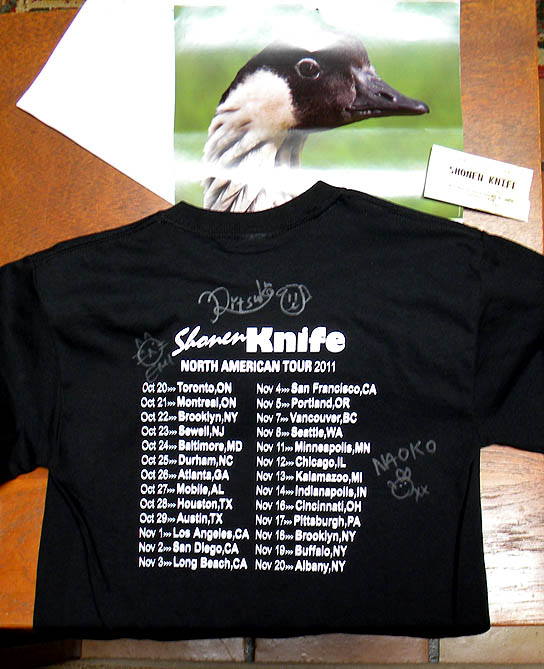 SHONEN KNIFE
Ritsuko
Shonen Knife
NORTH AMERICAN TOUR 2011
Oct 20>>> Toronto,ON
Oct 21>>> Montreal,ON
Oct 22>>> Brooklyn,NY
Oct 23>>> Sewell,NJ
Oct 24>>> Baltimore,MD
Oct 25>>> Durham,NC
Oct 26>>> Atlanta,GA
Oct 27>>> Mobile,AL
Oct 28>>> Houston,TX
Oct 29>>> Austin,TX
Nov 1>>> Los Angeles,CA
Nov 2>>> San Diego,CA
Nov 3>>> Long Beach,CA
Nov 4>>> San Francisco,CA
Nov 5>>> Portland,OR
Nov 7>>> Vancouver,BC
Nov 8>>> Seattle,WA
Nov 11>>> Minneapolis,MN
Nov 12>>> Chicago,IL
Nov 13>>> Kalamazoo,MI
Nov 14>>> Indianapolis,IN
Nov 16>>> Cincinnati,OH
Nov 17>>> Pittsburgh,PA
Nov 18>>> Brooklyn,NY
Nov 19>>> Buffalo,NY
Nov 20>>> Albany,NY
NAOKO
xx